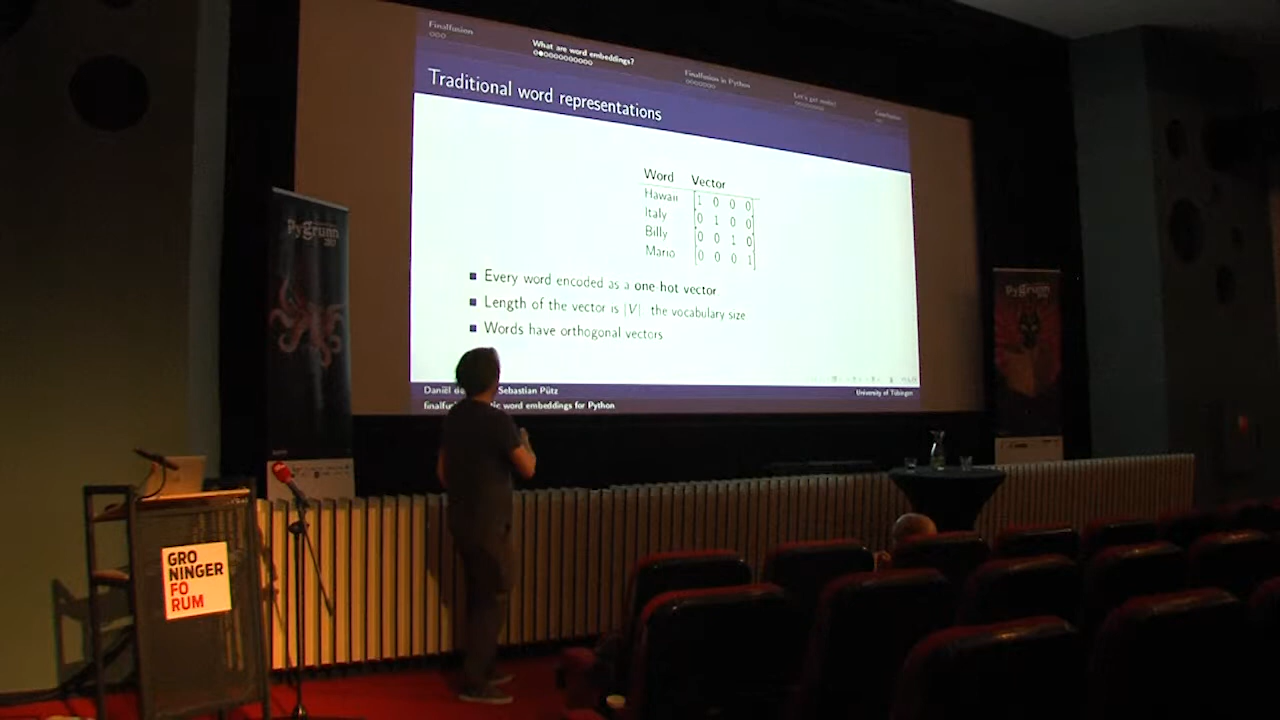 Finalfusion
What are word embeddings?
Finalfusion in Python
Conclusion
Traditional word representations
Word Vector
Hawaii 1 0 0 0
Italy 0 1 0 0
Billy 0 0 1 0
Mario 0 0 0 1
Every word encoded as a one hot vector
Length of the vector is |V| the vocabulary size
Words have orthogonal vectors
Daniël d Sebastian Pütz
University of Tübingen
word embeddings for Python
Pygrunn
Pygrunn
GRO
NINGER
FO
RUM